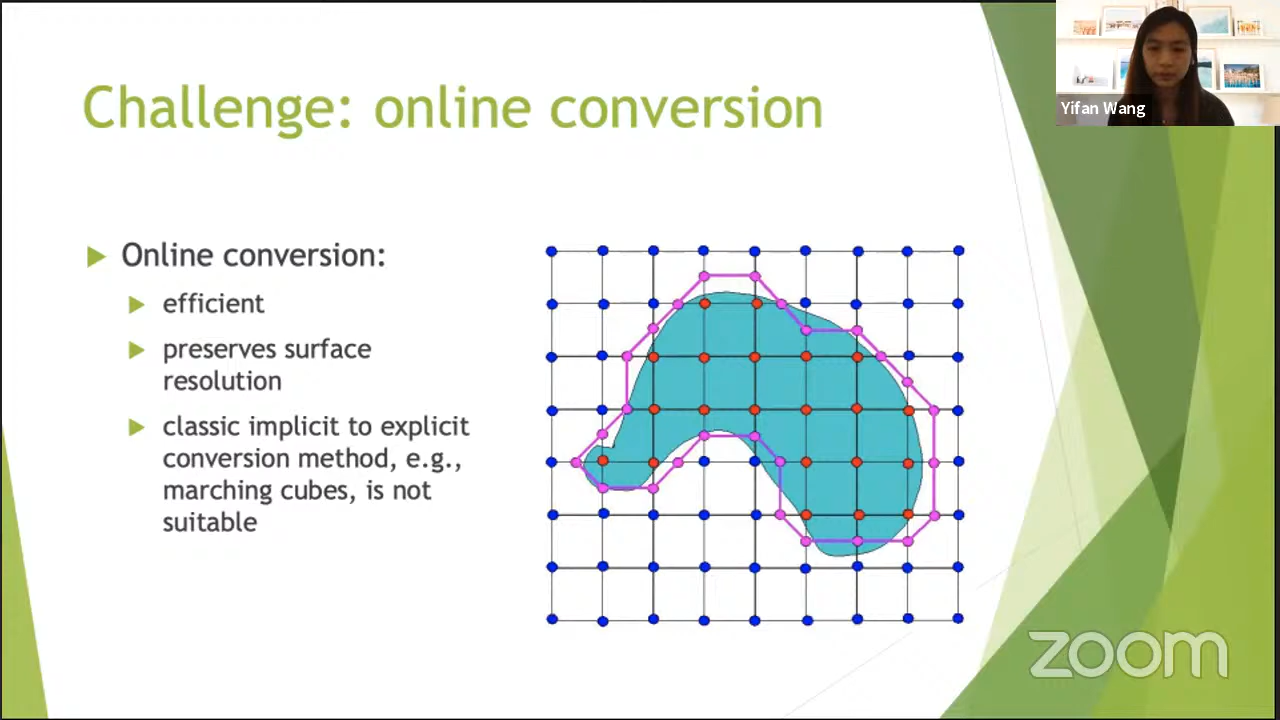 Challenge: online conversion
Yifan Wang
Online conversion:
efficient
preserves surface
resolution
classic implicit to explicit
conversion method, e.g.,
marching cubes, is not
suitable
zoom